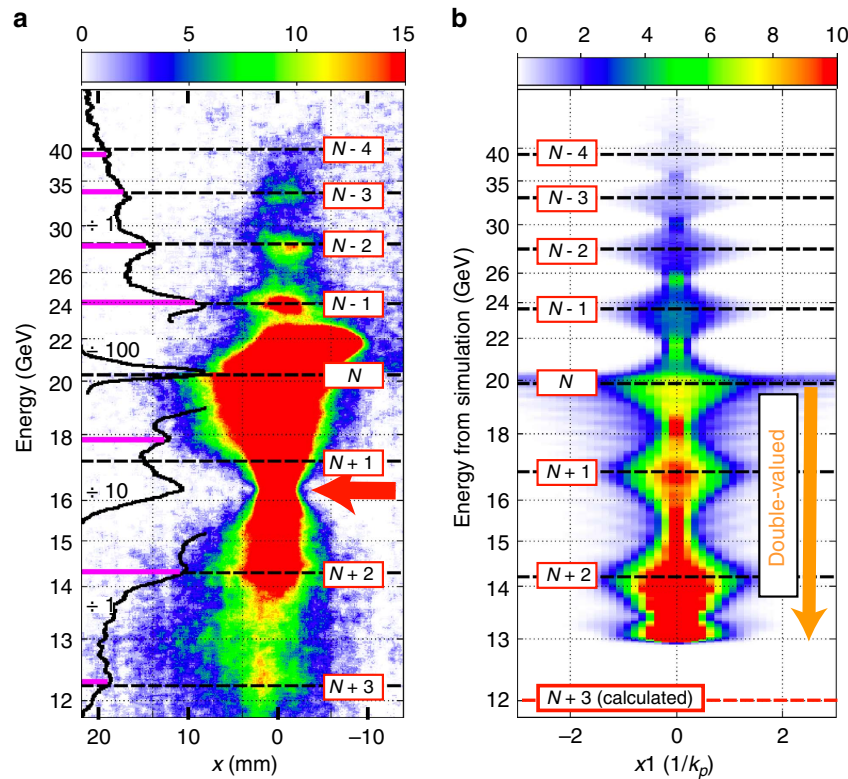 a
0 5 10 15
Energy (GeV)
40
35
30
26
24
22
20
18
16
15
14
13
12
÷ 1
÷ 100
÷ 10
÷ 1
N - 4
N - 3
N - 2
N - 1
N
N + 1
N + 2
N + 3
20 10 0 -10
x (mm)
b
0 2 4 6 8 10
Energy from simulation (GeV)
40
35
30
26
24
22
20
18
16
15
14
13
12
N - 4
N - 3
N - 2
N - 1
N
N + 1
N + 2
N + 3 (calculated)
Double-valued
−2 0 2
x1 (1/kp)